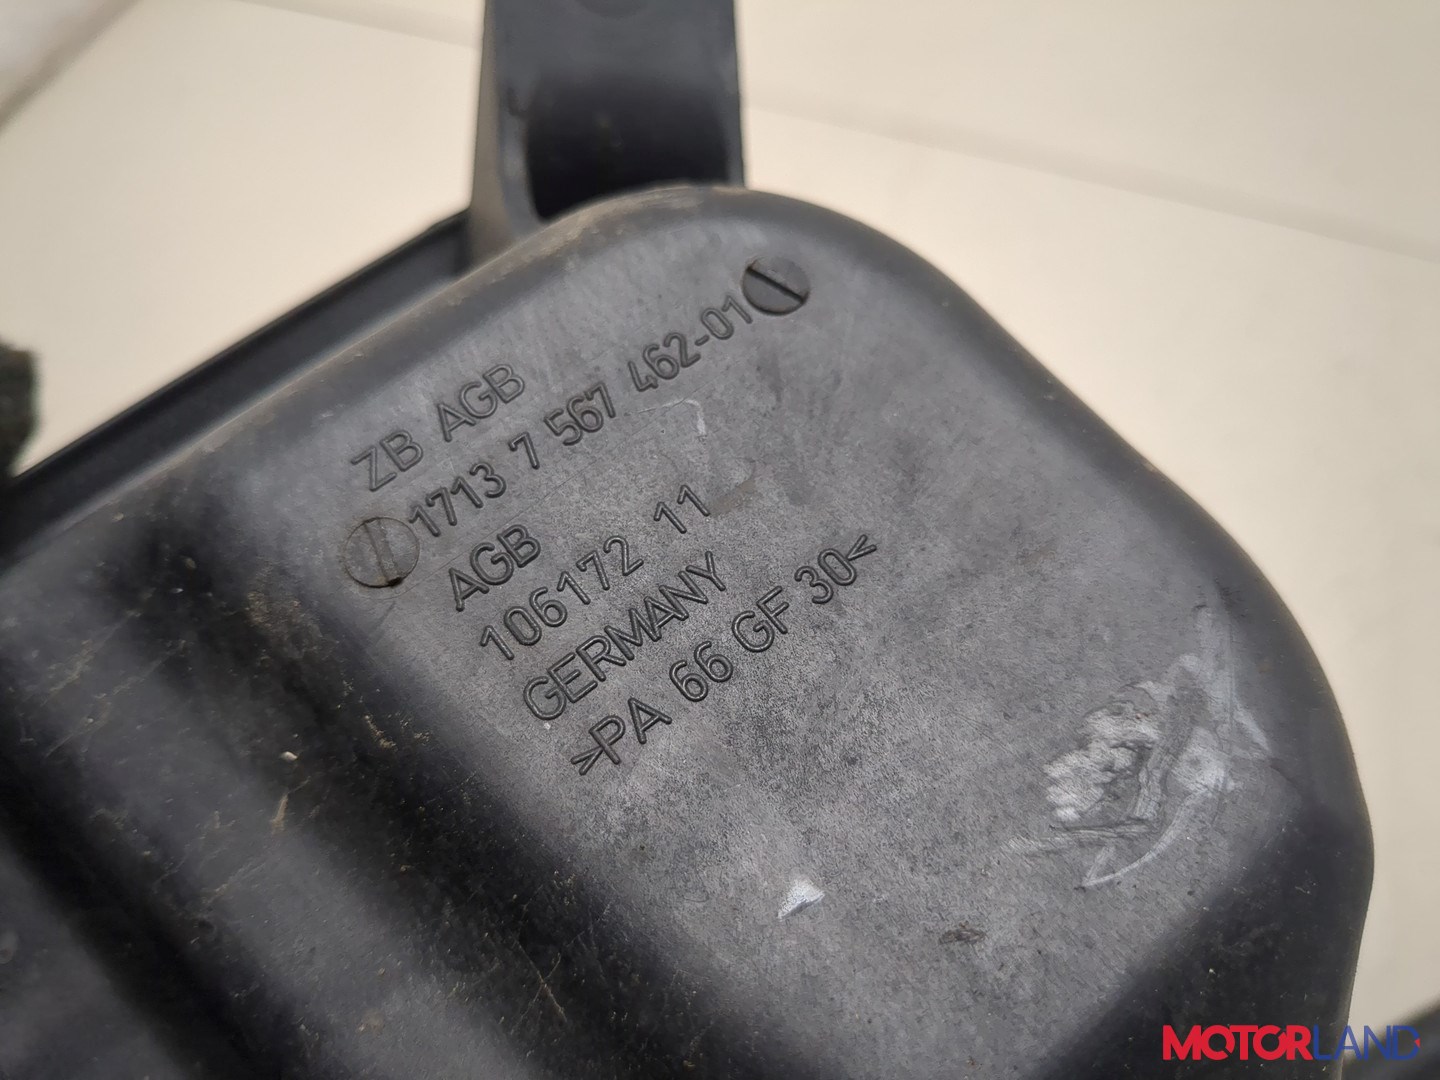 ZB AGB
1713 7 567 462-01
AGB
106172 11
GERMANY
>PA 66 GF 30<
MOTORLAND